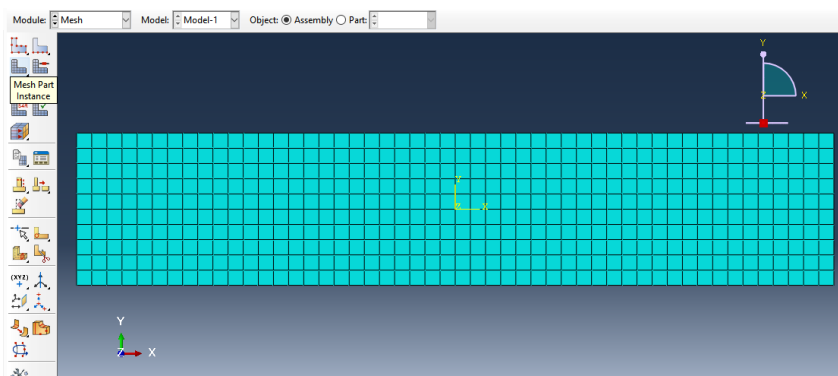 Module: Mesh Model: Model-1 Object: Assembly Part:
Y
X
Z
Mesh Part
Instance
y
z x
(XYZ)
Y
Z X